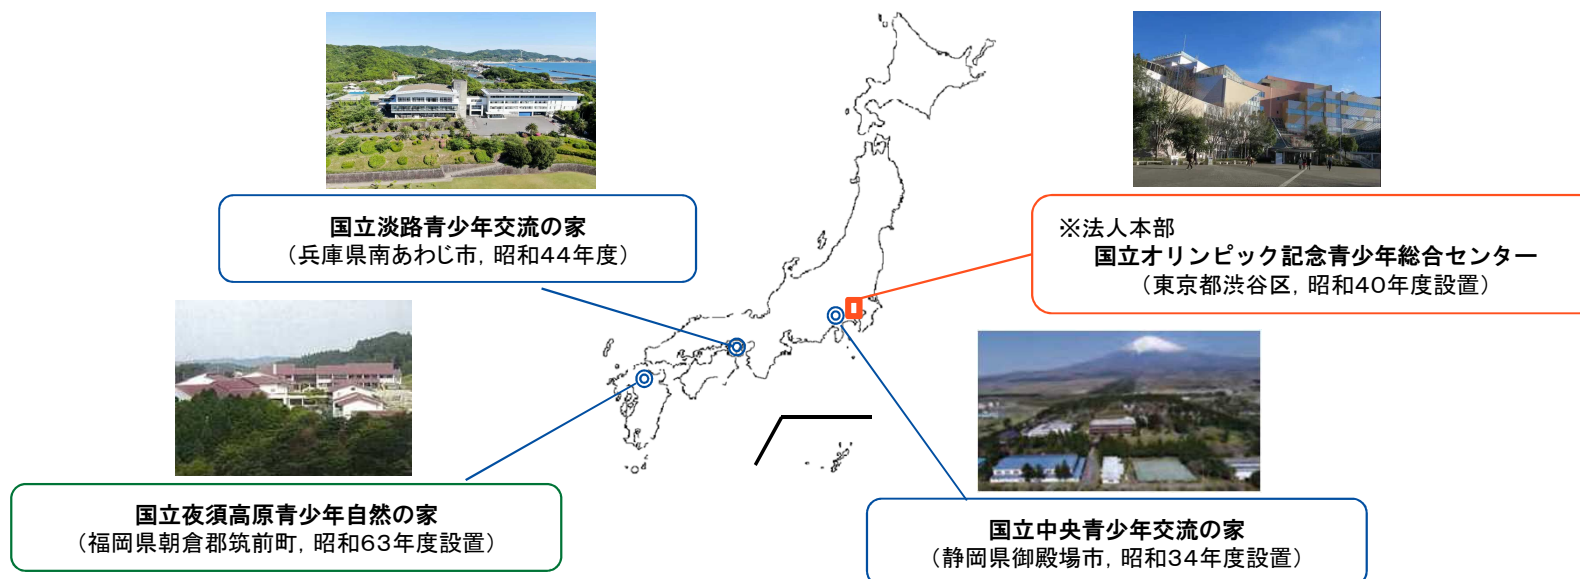 国立淡路青少年交流の家
（兵庫県南あわじ市，昭和44年度）
※法人本部
国立オリンピック記念青少年総合センター
（東京都渋谷区，昭和40年度設置）
国立夜須高原青少年自然の家
（福岡県朝倉郡筑前町，昭和63年度設置）
国立中央青少年交流の家
（静岡県御殿場市，昭和34年度設置）